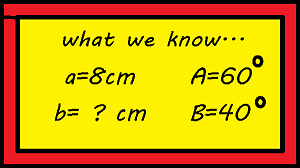 what we know...
a=8cm A=60°
b= ? cm B=40°